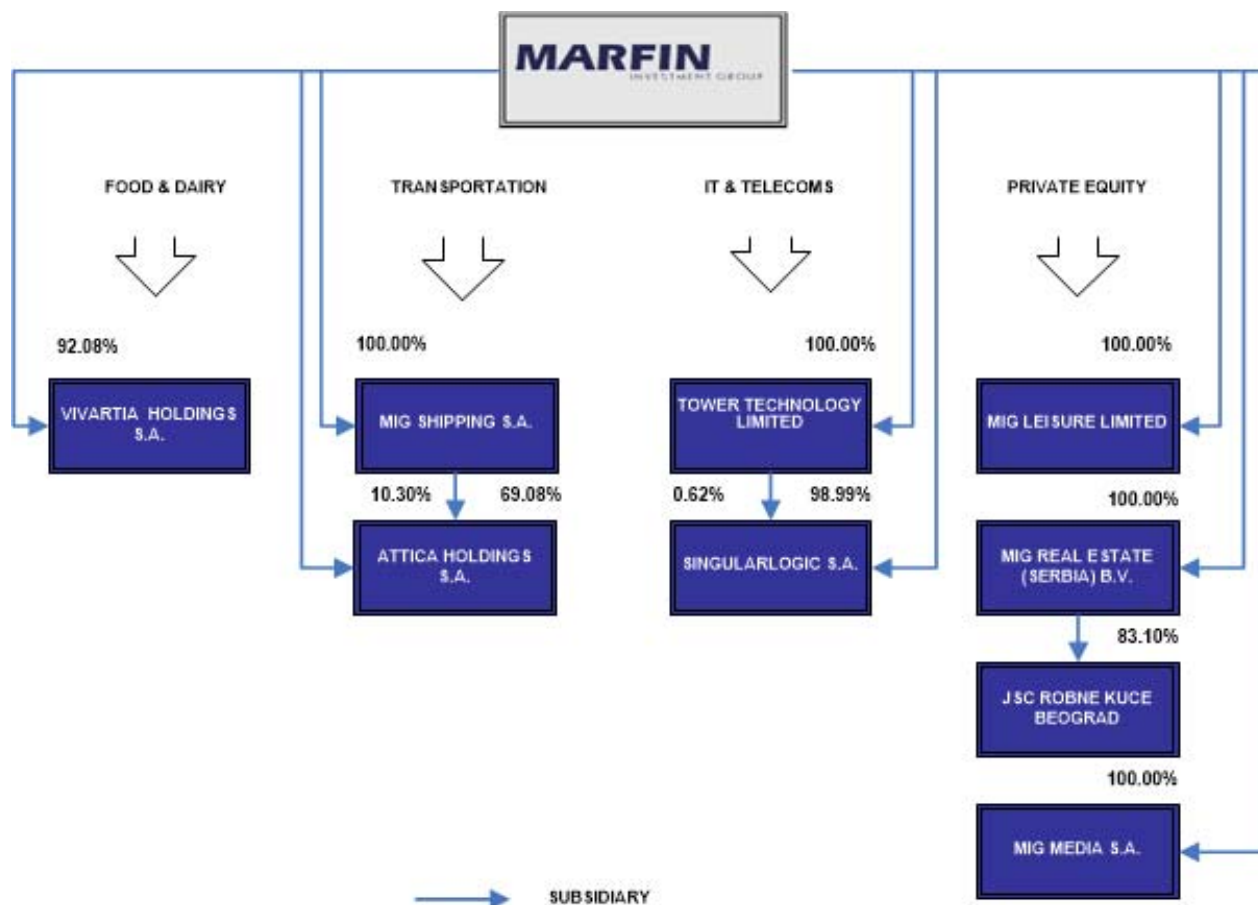 MARFIN
INVESTMENT GROUP
FOOD & DAIRY
TRANSPORTATION
IT & TELECOMS
PRIVATE EQUITY
92.08%
100.00%
100.00%
100.00%
VIVARTIA HOLDINGS
S.A.
MIG SHIPPING S.A.
TOWER TECHNOLOGY
LIMITED
MIG LEISURE LIMITED
10.30%
69.08%
0.62%
98.99%
100.00%
ATTICA HOLDINGS
S.A.
SINGULARLOGIC S.A.
MIG REAL ESTATE
(SERBIA) B.V.
83.10%
JSC ROBNE KUCE
BEOGRAD
100.00%
MIG MEDIA S.A.
SUBSIDIARY